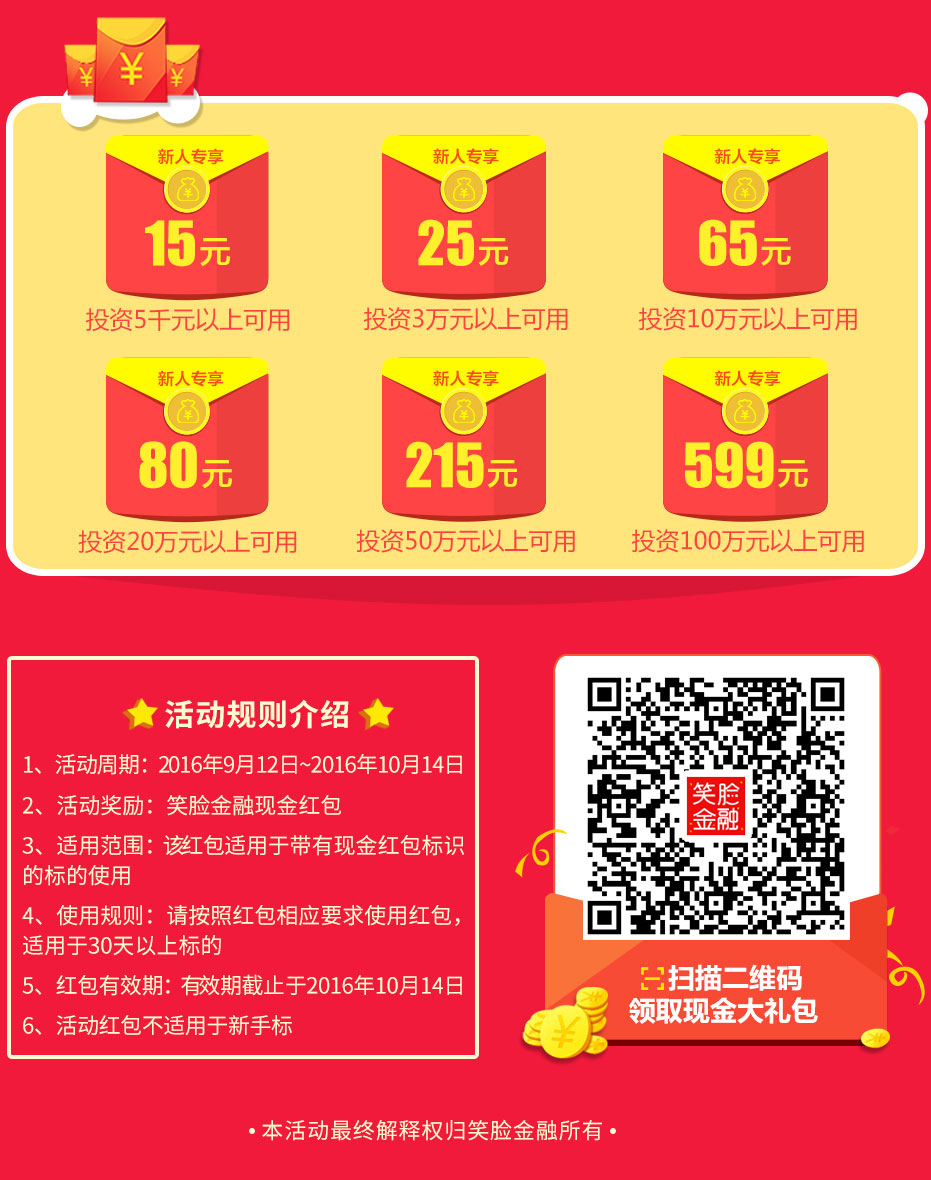 ¥ ¥ ¥
新人专享 新人专享 新人专享
¥ ¥ ¥
15元 25元 65元
投资5千元以上可用 投资3万元以上可用 投资10万元以上可用
新人专享 新人专享 新人专享
¥ ¥ ¥
80元 215元 599元
投资20万元以上可用 投资50万元以上可用 投资100万元以上可用
活动规则介绍
1、活动周期：2016年9月12日~2016年10月14日
2、活动奖励：笑脸金融现金红包
3、适用范围：该红包适用于带有现金红包标识
的标的使用
4、使用规则：请按照红包相应要求使用红包，
适用于30天以上标的
5、红包有效期：有效期截止于2016年10月14日
6、活动红包不适用于新手标
笑脸
金融
扫描二维码
领取现金大礼包
• 本活动最终解释权归笑脸金融所有 •